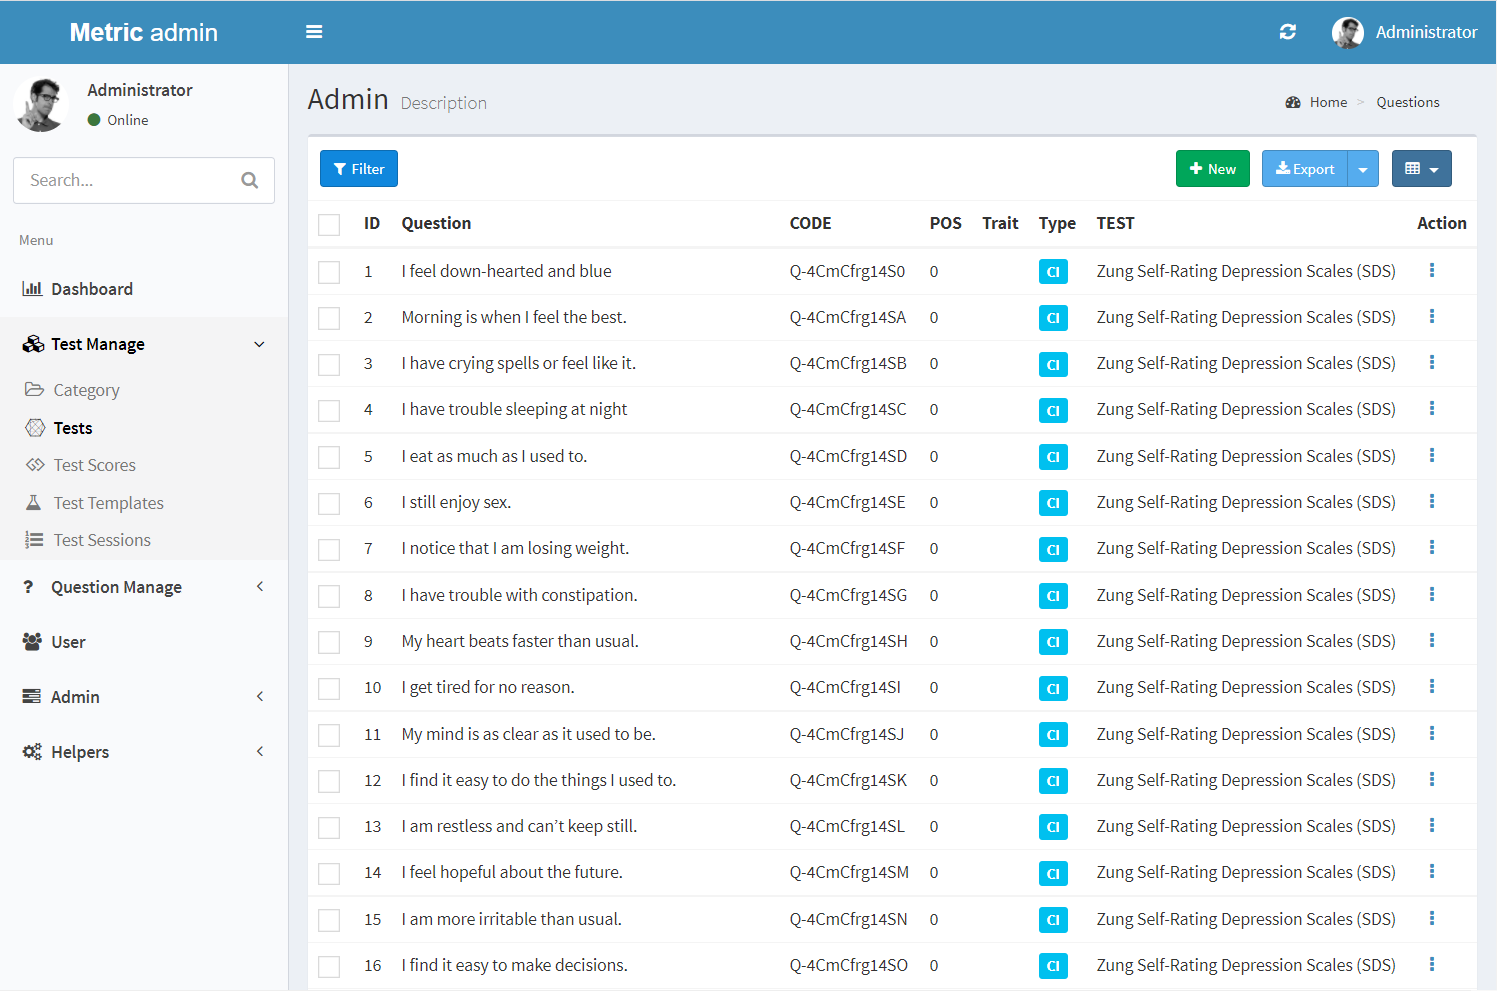 Metric admin
Administrator
Administrator
Online
Search...
Menu
Dashboard
Test Manage
Category
Tests
Test Scores
Test Templates
Test Sessions
? Question Manage
User
Admin
Helpers
Admin Description
Home > Questions
Filter
New Export
ID Question CODE POS Trait Type TEST Action
1 I feel down-hearted and blue Q-4CmCfrg14S0 0 CI Zung Self-Rating Depression Scales (SDS)
2 Morning is when I feel the best. Q-4CmCfrg14SA 0 CI Zung Self-Rating Depression Scales (SDS)
3 I have crying spells or feel like it. Q-4CmCfrg14SB 0 CI Zung Self-Rating Depression Scales (SDS)
4 I have trouble sleeping at night Q-4CmCfrg14SC 0 CI Zung Self-Rating Depression Scales (SDS)
5 I eat as much as I used to. Q-4CmCfrg14SD 0 CI Zung Self-Rating Depression Scales (SDS)
6 I still enjoy sex. Q-4CmCfrg14SE 0 CI Zung Self-Rating Depression Scales (SDS)
7 I notice that I am losing weight. Q-4CmCfrg14SF 0 CI Zung Self-Rating Depression Scales (SDS)
8 I have trouble with constipation. Q-4CmCfrg14SG 0 CI Zung Self-Rating Depression Scales (SDS)
9 My heart beats faster than usual. Q-4CmCfrg14SH 0 CI Zung Self-Rating Depression Scales (SDS)
10 I get tired for no reason. Q-4CmCfrg14SI 0 CI Zung Self-Rating Depression Scales (SDS)
11 My mind is as clear as it used to be. Q-4CmCfrg14SJ 0 CI Zung Self-Rating Depression Scales (SDS)
12 I find it easy to do the things I used to. Q-4CmCfrg14SK 0 CI Zung Self-Rating Depression Scales (SDS)
13 I am restless and can’t keep still. Q-4CmCfrg14SL 0 CI Zung Self-Rating Depression Scales (SDS)
14 I feel hopeful about the future. Q-4CmCfrg14SM 0 CI Zung Self-Rating Depression Scales (SDS)
15 I am more irritable than usual. Q-4CmCfrg14SN 0 CI Zung Self-Rating Depression Scales (SDS)
16 I find it easy to make decisions. Q-4CmCfrg14SO 0 CI Zung Self-Rating Depression Scales (SDS)